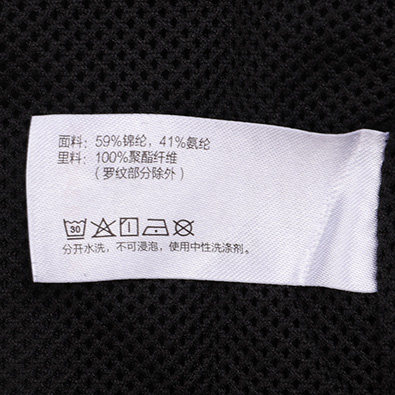 面料：59%锦纶，41%氨纶
里料：100%聚酯纤维
（罗纹部分除外）
30
分开水洗，不可浸泡，使用中性洗涤剂。